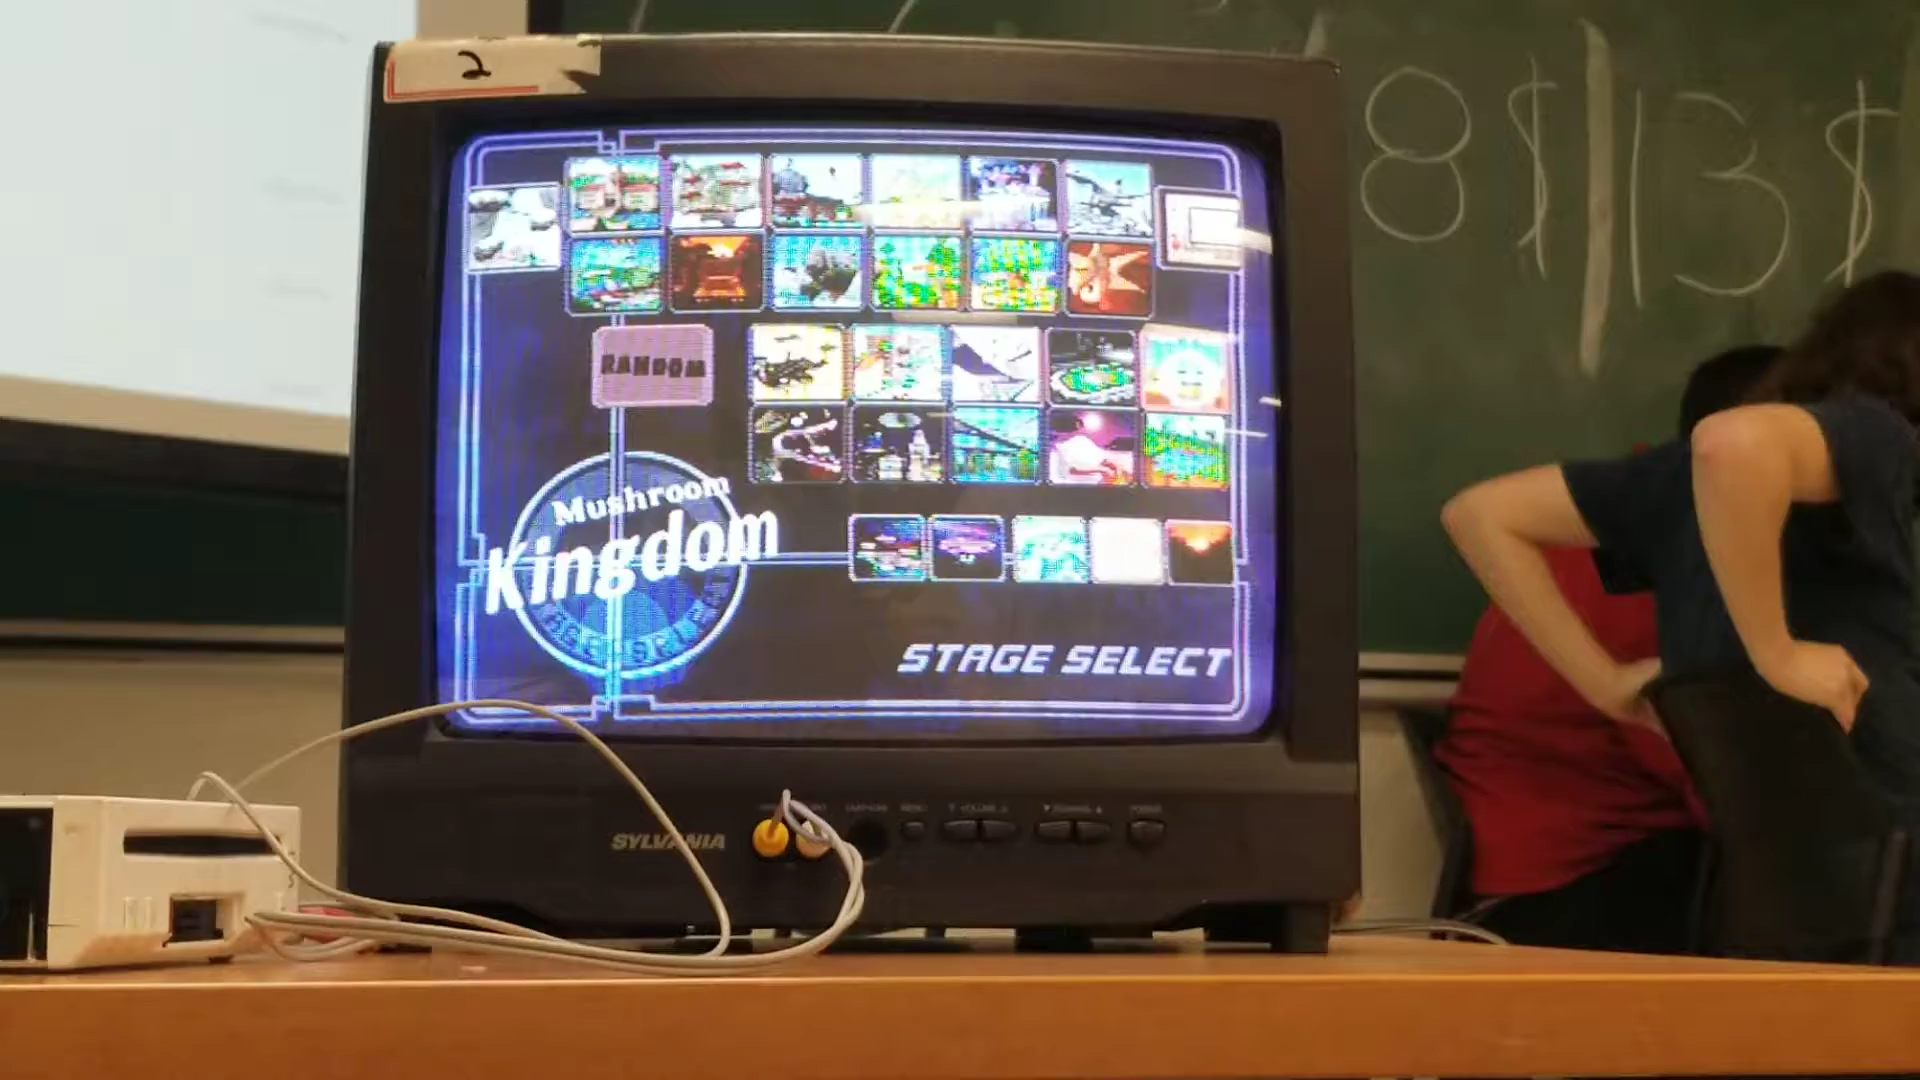 2
8$ 13$
RANDOM
Mushroom
Kingdom
STAGE SELECT
SYLVANIA